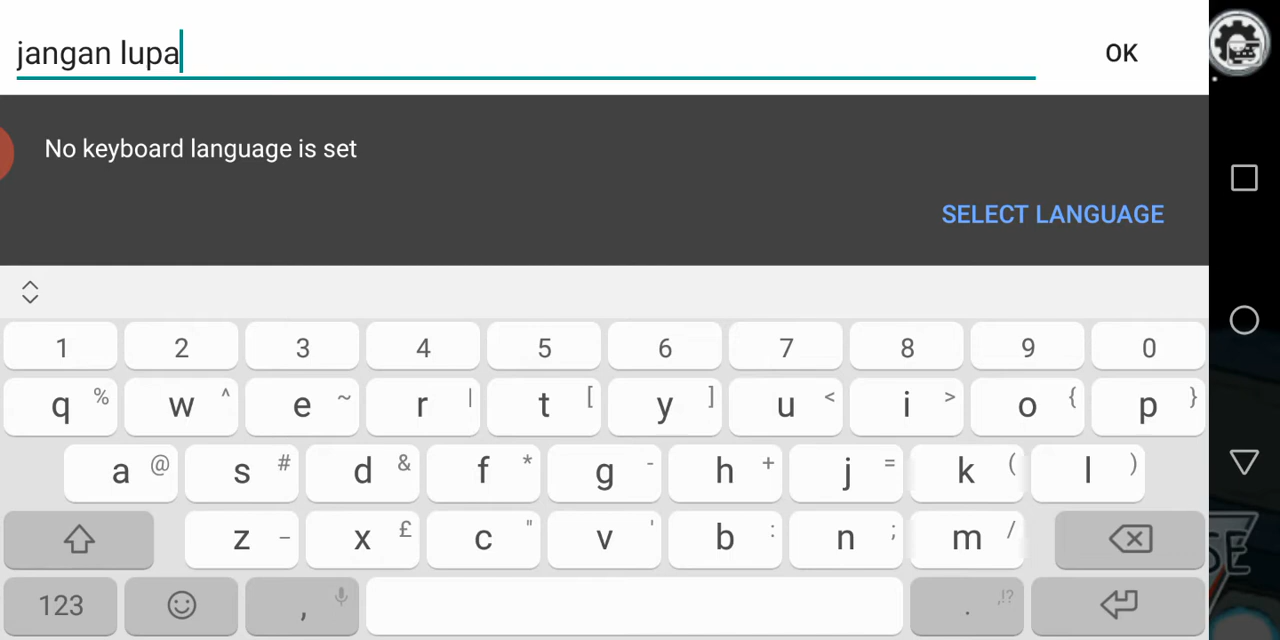 jangan lupa
OK
No keyboard language is set
SELECT LANGUAGE
1 2 3 4 5 6 7 8 9 0
q % w ^ e ~ r | t [ y ] u < i > o { p }
a @ s # d & f * g - h + j = k ( l )
z _ x £ c " v ' b : n ; m /
123 , . ,!?
SE